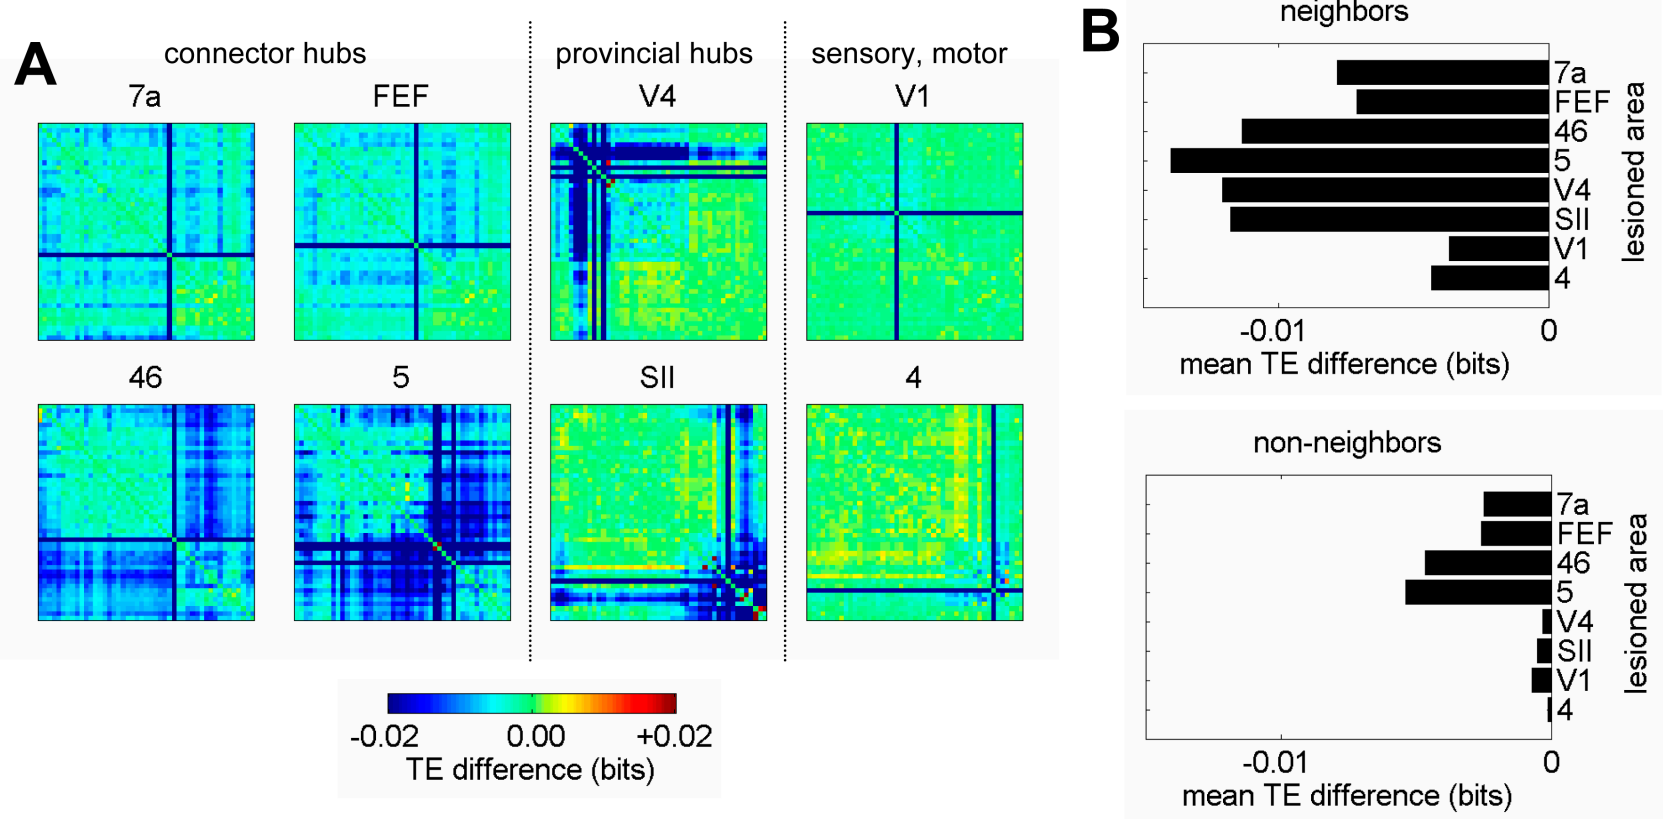 A
connector hubs
provincial hubs
sensory, motor
7a
FEF
V4
V1
46
5
SII
4
-0.02
0.00
+0.02
TE difference (bits)
B
neighbors
7a
FEF
46
5
V4
SII
V1
4
lesioned area
-0.01
0
mean TE difference (bits)
non-neighbors
7a
FEF
46
5
V4
SII
V1
4
lesioned area
-0.01
0
mean TE difference (bits)